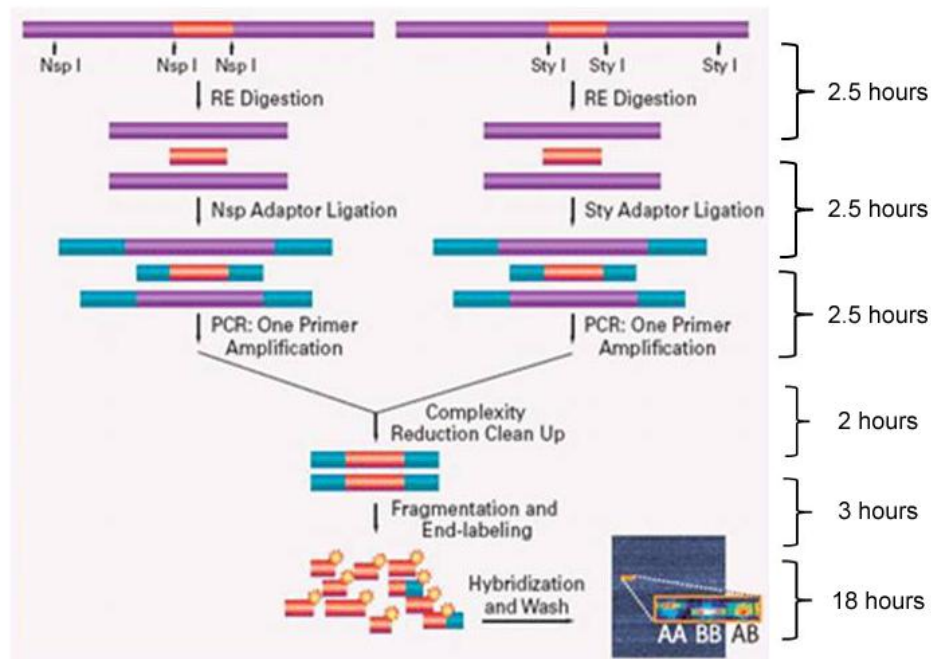 Nsp I Nsp I Nsp I Sty I Sty I Sty I
RE Digestion RE Digestion 2.5 hours
Nsp Adaptor Ligation Sty Adaptor Ligation 2.5 hours
PCR: One Primer PCR: One Primer 2.5 hours
Amplification Amplification
Complexity
Reduction Clean Up 2 hours
Fragmentation and
End-labeling 3 hours
Hybridization
and Wash 18 hours
AA BB AB